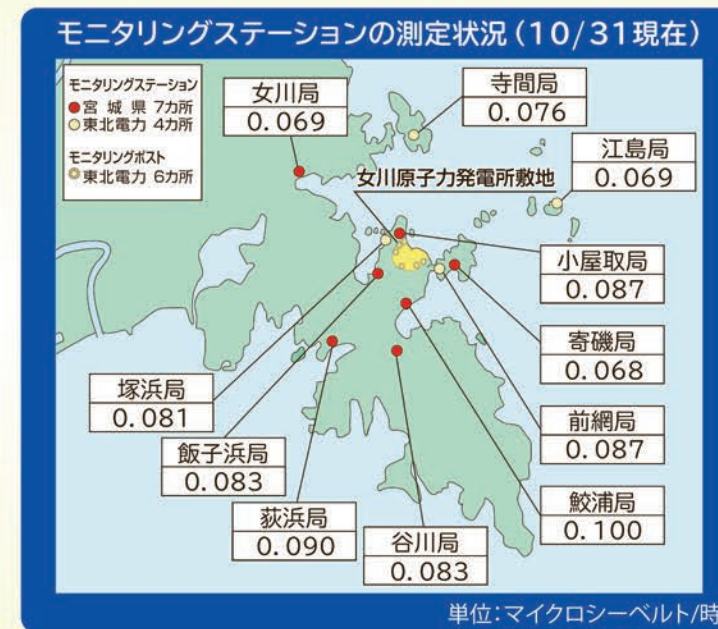 モニタリングステーションの測定状況（10/31現在）
モニタリングステーション
宮城県 7カ所
東北電力 4カ所
モニタリングポスト
東北電力 6カ所
女川局
0.069
寺間局
0.076
江島局
0.069
女川原子力発電所敷地
小屋取局
0.087
寄磯局
0.068
前網局
0.087
鮫浦局
0.100
塚浜局
0.081
飯子浜局
0.083
荻浜局
0.090
谷川局
0.083
単位：マイクロシーベルト/時